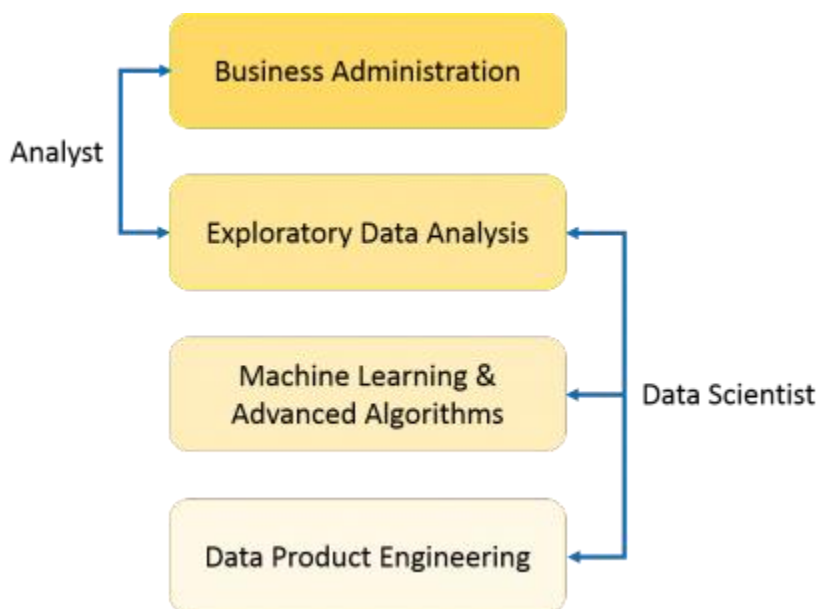 Business Administration
Analyst
Exploratory Data Analysis
Machine Learning &
Advanced Algorithms
Data Scientist
Data Product Engineering